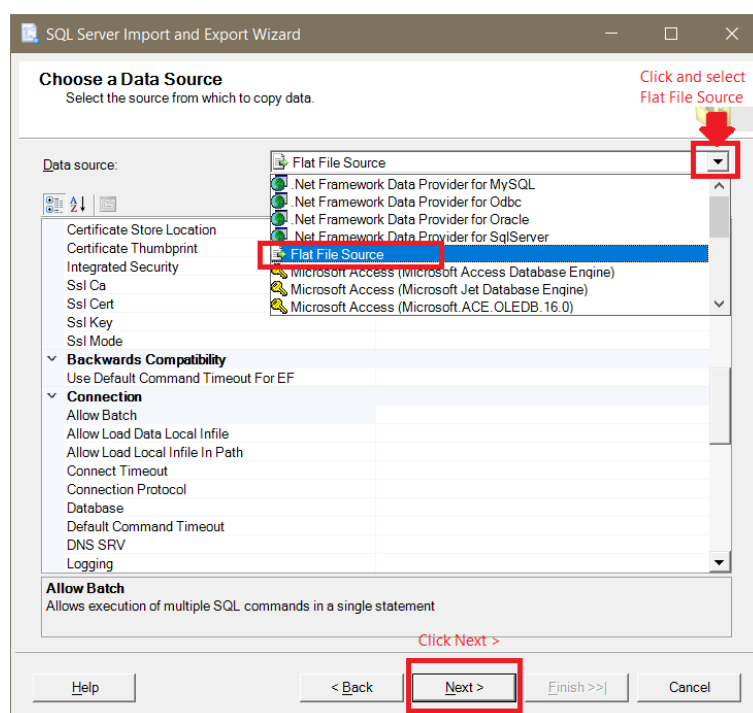 SQL Server Import and Export Wizard
Choose a Data Source
Select the source from which to copy data.
Click and select
Flat File Source
Data source:
Flat File Source
.Net Framework Data Provider for MySQL
.Net Framework Data Provider for Odbc
.Net Framework Data Provider for Oracle
.Net Framework Data Provider for SqlServer
Flat File Source
Microsoft Access (Microsoft Access Database Engine)
Microsoft Access (Microsoft Jet Database Engine)
Microsoft Access (Microsoft.ACE.OLEDB.16.0)
Certificate Store Location
Certificate Thumbprint
Integrated Security
Ssl Ca
Ssl Cert
Ssl Key
Ssl Mode
Backwards Compatibility
Use Default Command Timeout For EF
Connection
Allow Batch
Allow Load Data Local Infile
Allow Load Local Infile In Path
Connect Timeout
Connection Protocol
Database
Default Command Timeout
DNS SRV
Logging
Allow Batch
Allows execution of multiple SQL commands in a single statement
Click Next >
Help
< Back
Next >
Finish >>|
Cancel